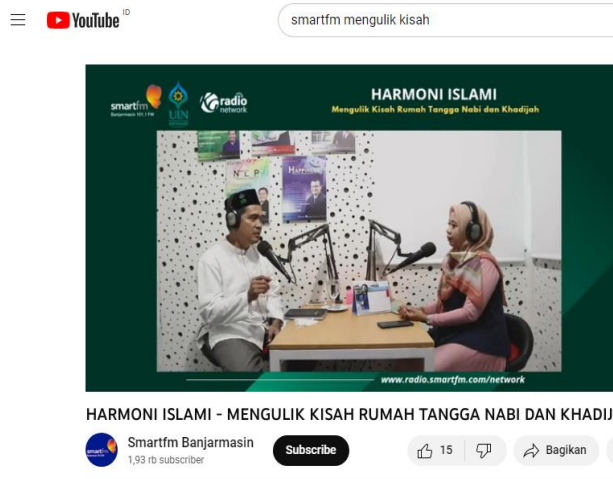 YouTube ID
smartfm mengulik kisah
smartfm
Banjarmasin 101,1 FM
UIN
radio
network
HARMONI ISLAMI
Mengulik Kisah Rumah Tangga Nabi dan Khadijah
NLP
HAPPINESS
www.radio.smartfm.com/network
HARMONI ISLAMI - MENGULIK KISAH RUMAH TANGGA NABI DAN KHADIJ
Smartfm Banjarmasin
1,93 rb subscriber
Subscribe
15
Bagikan